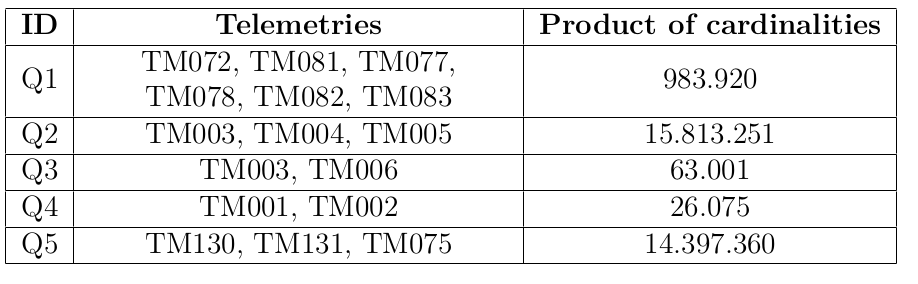 ID Telemetries Product of cardinalities
Q1 TM072, TM081, TM077, TM078, TM082, TM083 983.920
Q2 TM003, TM004, TM005 15.813.251
Q3 TM003, TM006 63.001
Q4 TM001, TM002 26.075
Q5 TM130, TM131, TM075 14.397.360